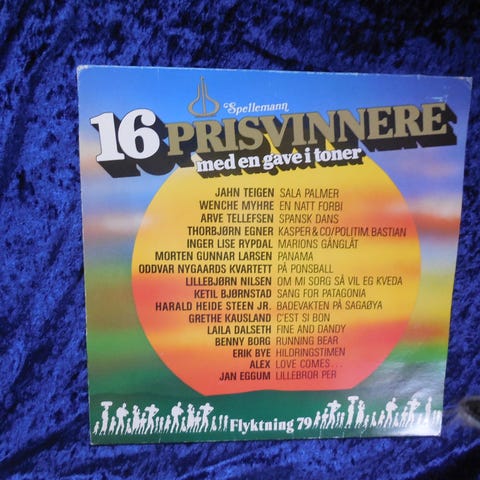 Spellemann
16 PRISVINNERE
med en gave i toner
JAHN TEIGEN SALA PALMER
WENCHE MYHRE EN NATT FORBI
ARVE TELLEFSEN SPANSK DANS
THORBJØRN EGNER KASPER & CO/POLITIM. BASTIAN
INGER LISE RYPDAL MARIONS GÅNGLÅT
MORTEN GUNNAR LARSEN PANAMA
ODDVAR NYGAARDS KVARTETT PÅ PONSBALL
LILLEBJØRN NILSEN OM MI SORG SÅ VIL EG KVEDA
KETIL BJØRNSTAD SANG FOR PATAGONIA
HARALD HEIDE STEEN JR. BADEVAKTEN PÅ SAGAØYA
GRETHE KAUSLAND C'EST SI BON
LAILA DALSETH FINE AND DANDY
BENNY BORG RUNNING BEAR
ERIK BYE HILDRINGSTIMEN
ALEX LOVE COMES...
JAN EGGUM LILLEBROR PER
Flyktning 79